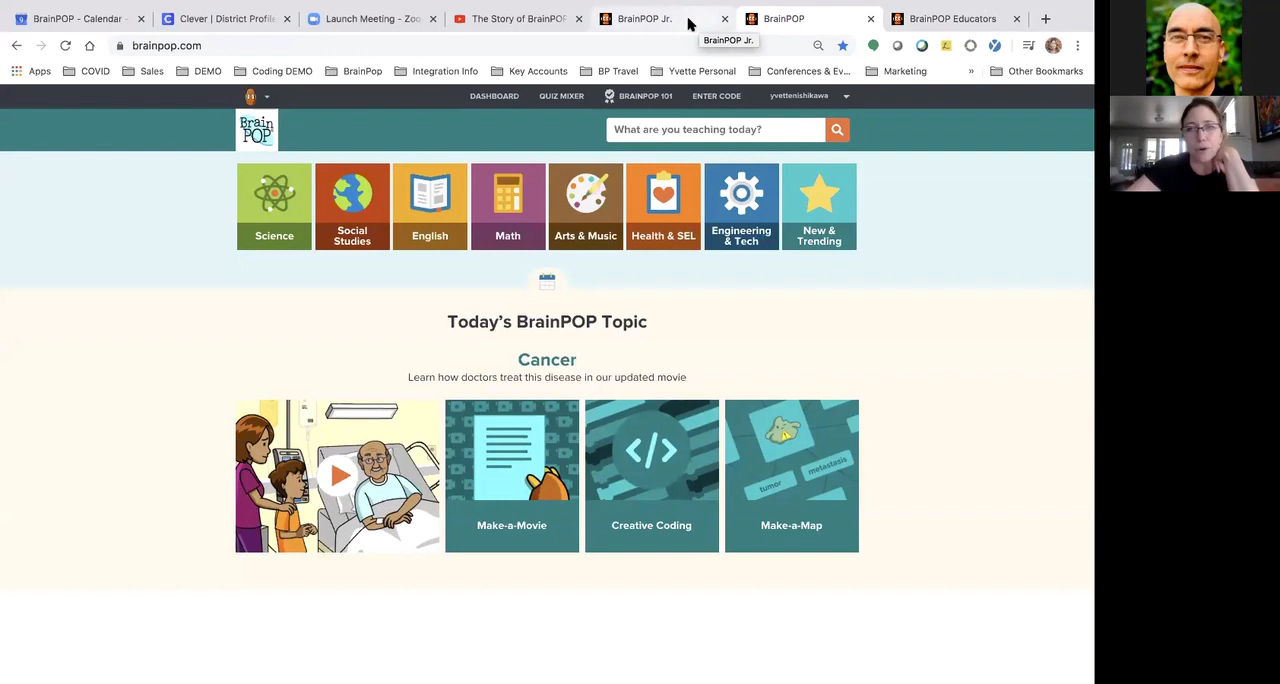 BrainPOP - Calendar
Clever | District Profile
Launch Meeting - Zoo
The Story of BrainPOP
BrainPOP Jr.
BrainPOP
BrainPOP Educators
BrainPOP Jr.
brainpop.com
Apps
COVID
Sales
DEMO
Coding DEMO
BrainPop
Integration Info
Key Accounts
BP Travel
Yvette Personal
Conferences & Ev...
Marketing
»
Other Bookmarks
DASHBOARD
QUIZ MIXER
BRAINPOP 101
ENTER CODE
yvettenishikawa
Brain
POP
What are you teaching today?
Science
Social
Studies
English
Math
Arts & Music
Health & SEL
Engineering
& Tech
New &
Trending
Today's BrainPOP Topic
Cancer
Learn how doctors treat this disease in our updated movie
Make-a-Movie
</>
Creative Coding
tumor
metastasis
Make-a-Map